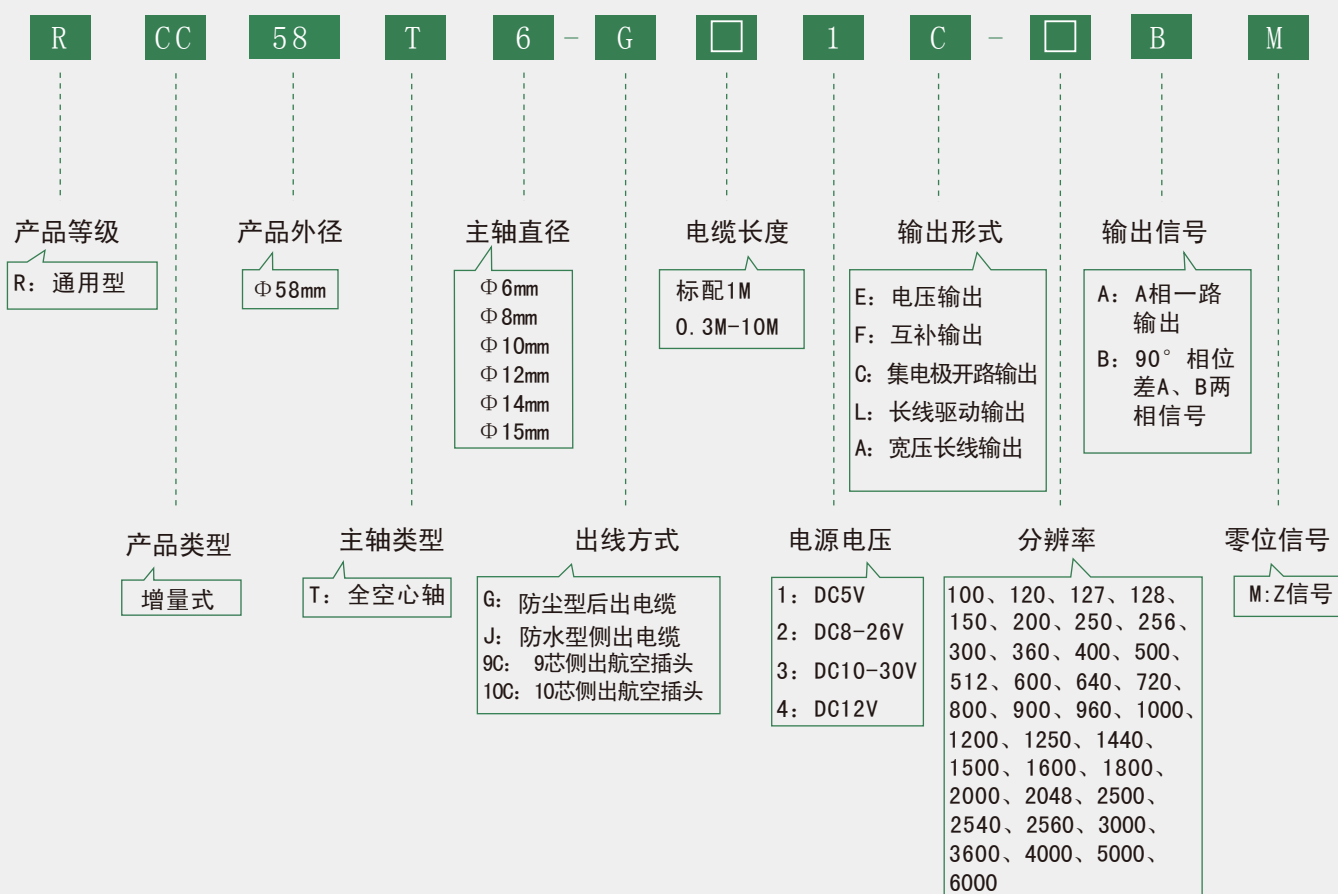 R CC 58 T 6 - G □ 1 C - □ B M
产品等级
R: 通用型
产品外径
Φ58mm
主轴直径
Φ6mm
Φ8mm
Φ10mm
Φ12mm
Φ14mm
Φ15mm
电缆长度
标配1M
0.3M-10M
输出形式
E: 电压输出
F: 互补输出
C: 集电极开路输出
L: 长线驱动输出
A: 宽压长线输出
输出信号
A: A相一路
输出
B: 90°相位
差A、B两
相信号
产品类型
增量式
主轴类型
T: 全空心轴
出线方式
G: 防尘型后出电缆
J: 防水型侧出电缆
9C: 9芯侧出航空插头
10C: 10芯侧出航空插头
电源电压
1: DC5V
2: DC8-26V
3: DC10-30V
4: DC12V
分辨率
100、120、127、128、
150、200、250、256、
300、360、400、500、
512、600、640、720、
800、900、960、1000、
1200、1250、1440、
1500、1600、1800、
2000、2048、2500、
2540、2560、3000、
3600、4000、5000、
6000
零位信号
M:Z信号